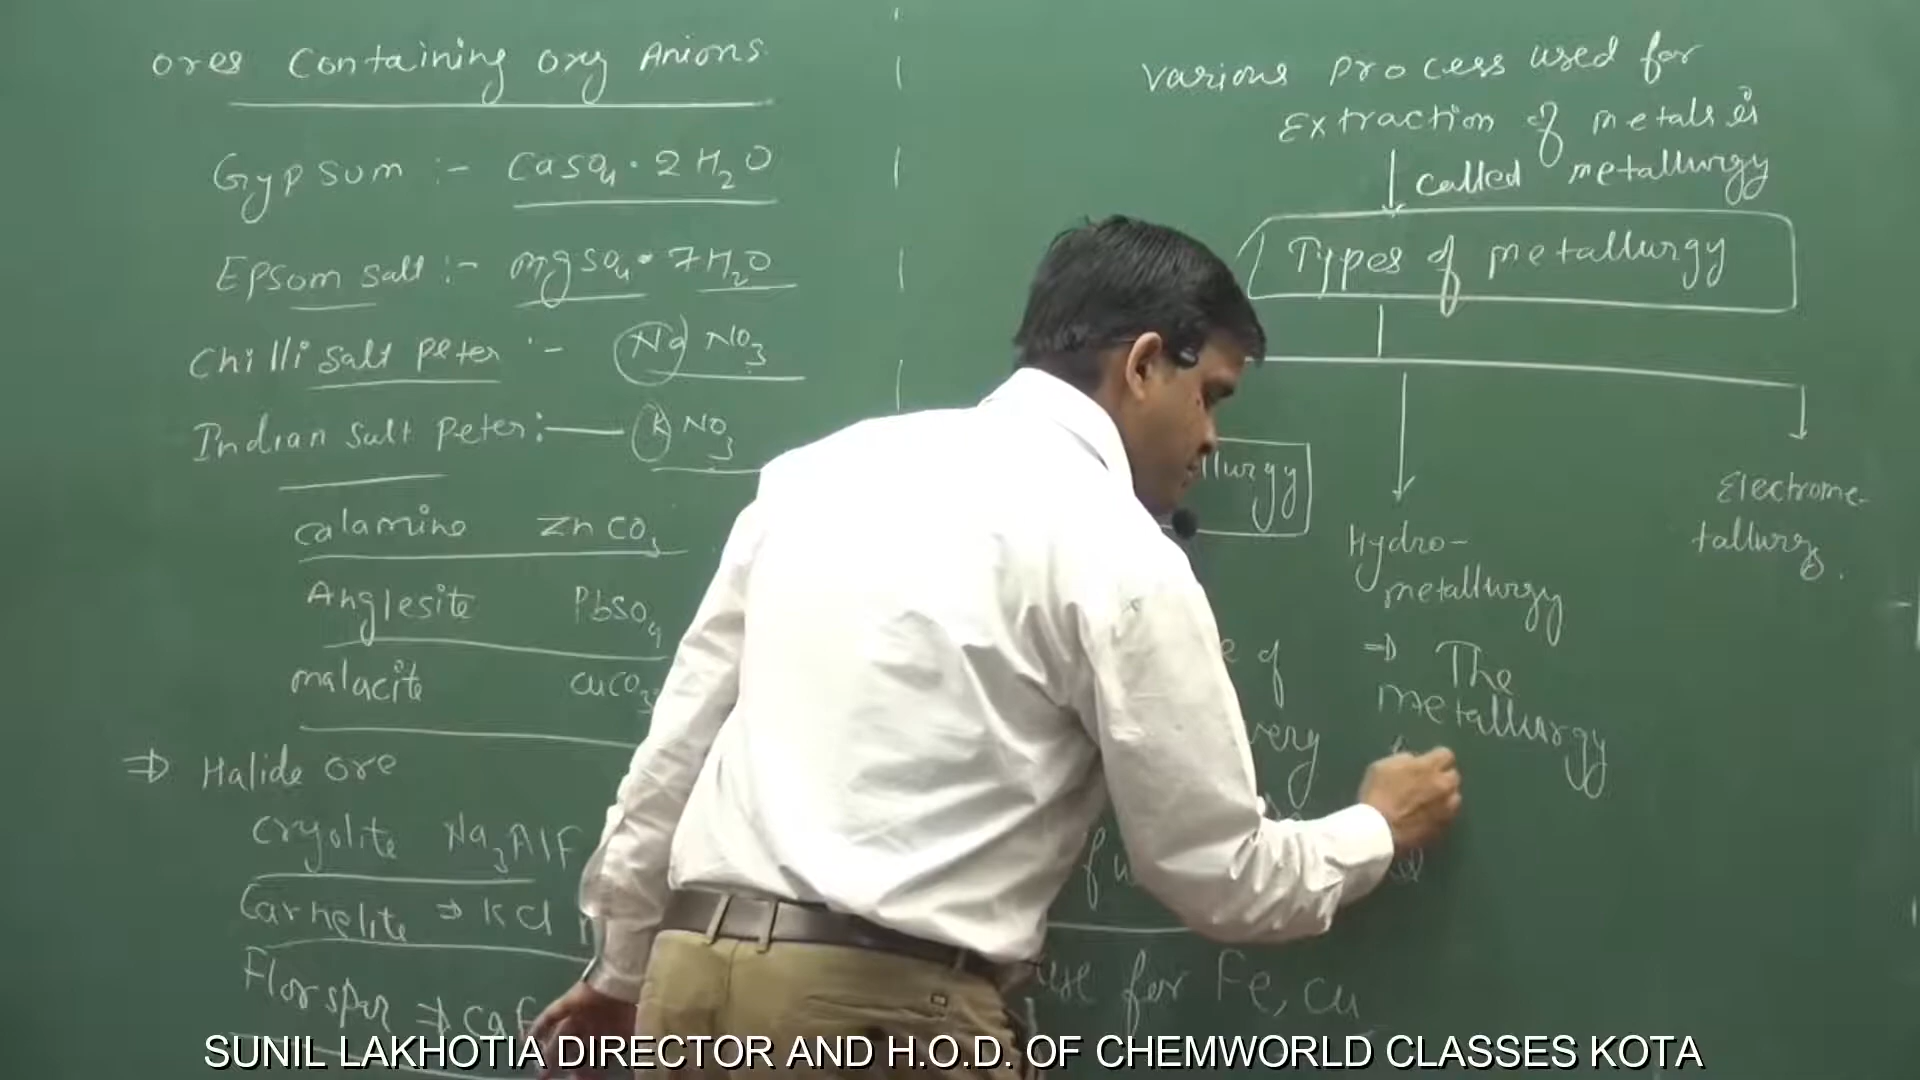 ores Containing oxy Anions
Gypsum :- CaSO4 · 2H2O
Epsom salt :- MgSO4 · 7H2O
Chilli Salt peter :- Na NO3
Indian Salt peter :— K NO3
Calamine ZnCO3
Anglesite PbSO4
malacite CuCO3
⇒ Halide ore
Cryolite Na3AlF
Carnelite ⇒ KCl
Florspar ⇒ CaF
Various process used for
Extraction of metals is
called metallurgy
Types of metallurgy
llurgy
Hydro-
metallurgy
Electrome-
tallurgy.
of
very
⇒ The
metallurgy
use for Fe, Cu
SUNIL LAKHOTIA DIRECTOR AND H.O.D. OF CHEMWORLD CLASSES KOTA